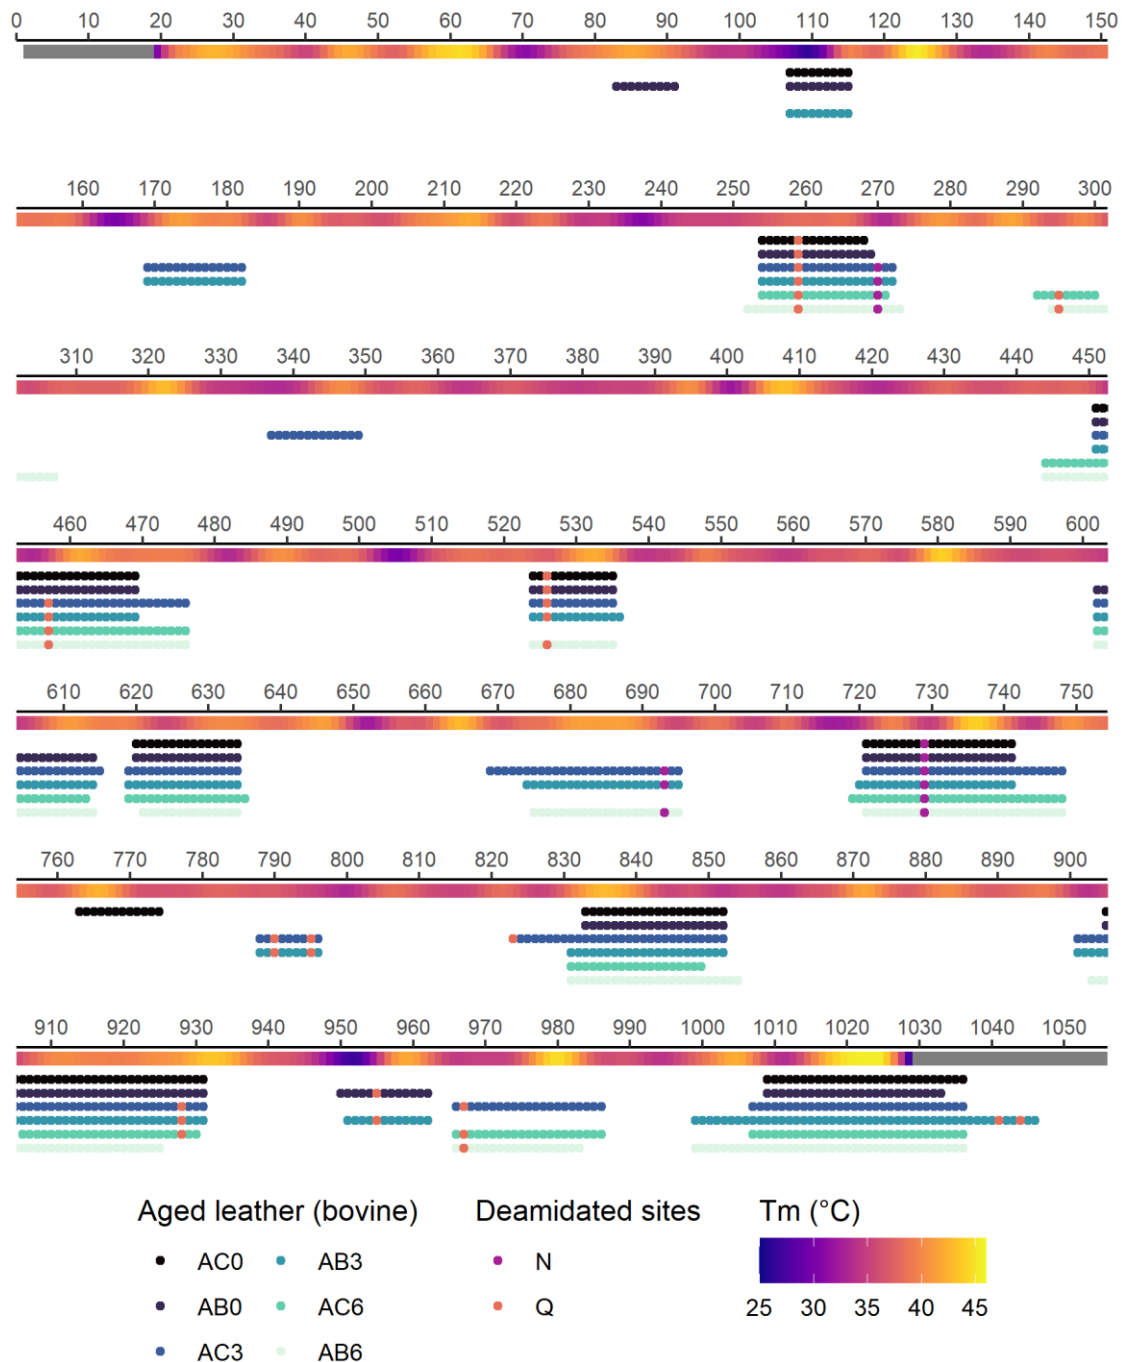 0 10 20 30 40 50 60 70 80 90 100 110 120 130 140 150
160 170 180 190 200 210 220 230 240 250 260 270 280 290 300
310 320 330 340 350 360 370 380 390 400 410 420 430 440 450
460 470 480 490 500 510 520 530 540 550 560 570 580 590 600
610 620 630 640 650 660 670 680 690 700 710 720 730 740 750
760 770 780 790 800 810 820 830 840 850 860 870 880 890 900
910 920 930 940 950 960 970 980 990 1000 1010 1020 1030 1040 1050
Aged leather (bovine) Deamidated sites Tm (°C)
AC0 AB3 N
AB0 AC6 Q
25 30 35 40 45
AC3 AB6